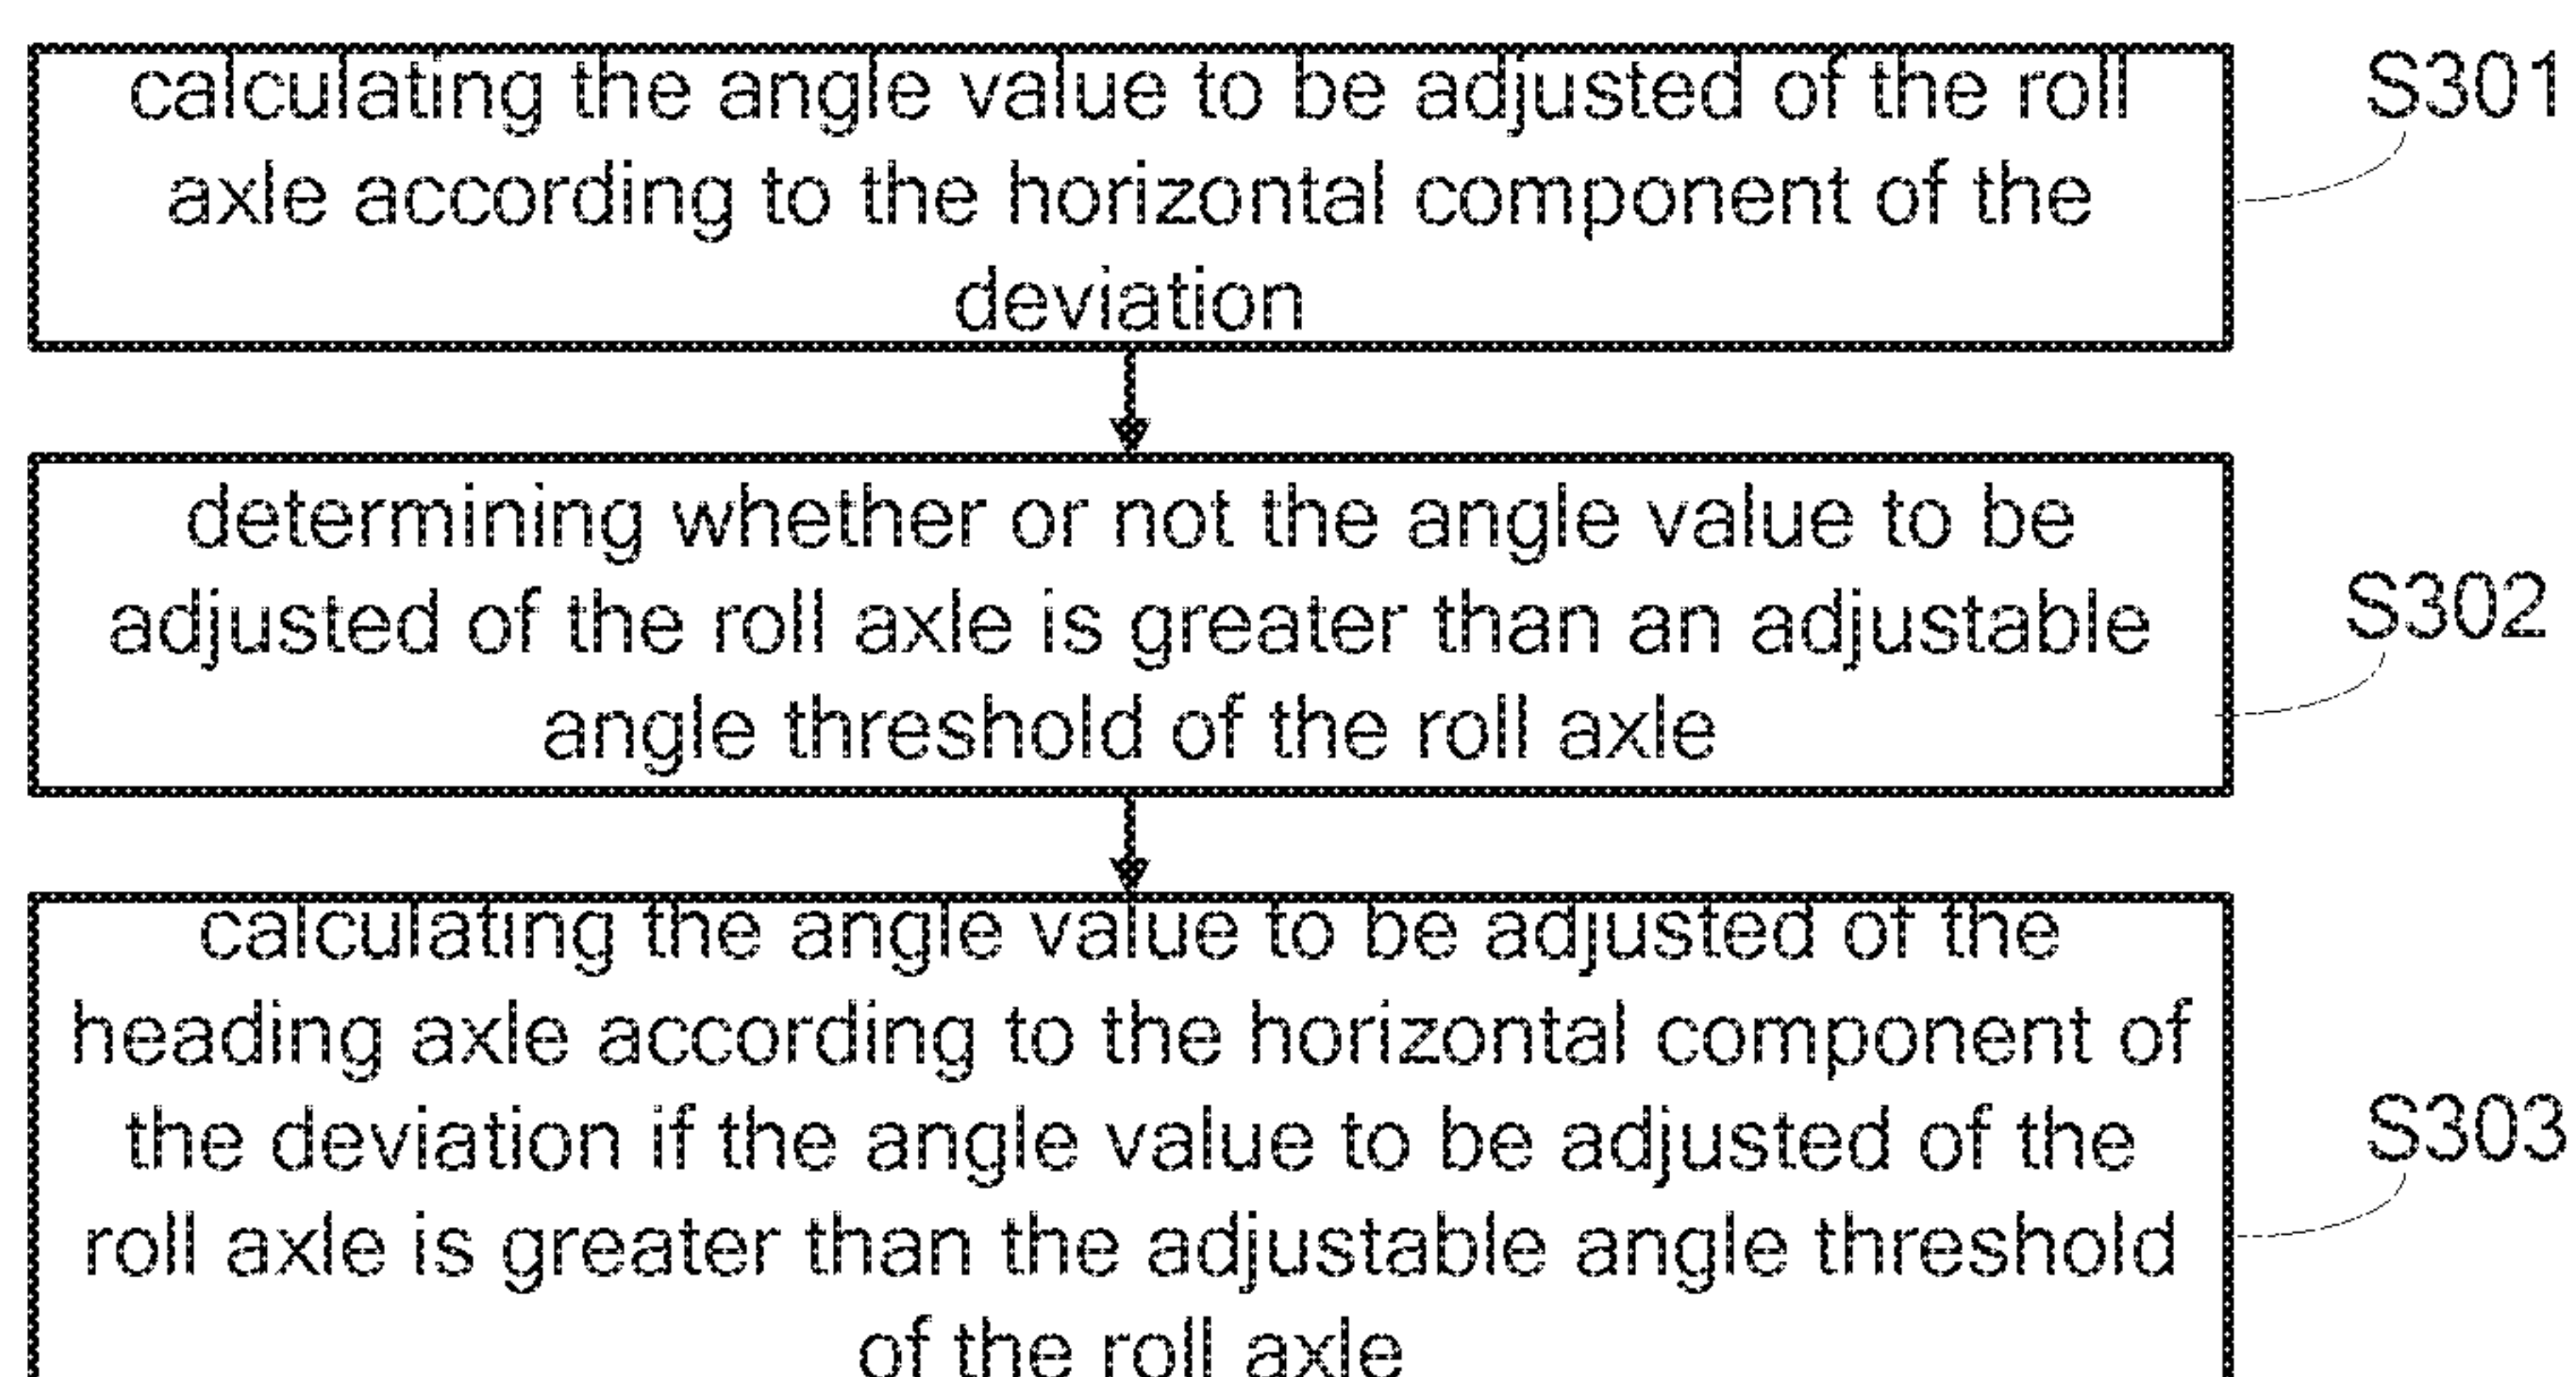 calculating the angle value to be adjusted of the roll
axle according to the horizontal component of the
deviation
S301
determining whether or not the angle value to be
adjusted of the roll axle is greater than an adjustable
angle threshold of the roll axle
S302
calculating the angle value to be adjusted of the
heading axle according to the horizontal component of
the deviation if the angle value to be adjusted of the
roll axle is greater than the adjustable angle threshold
of the roll axle
S303